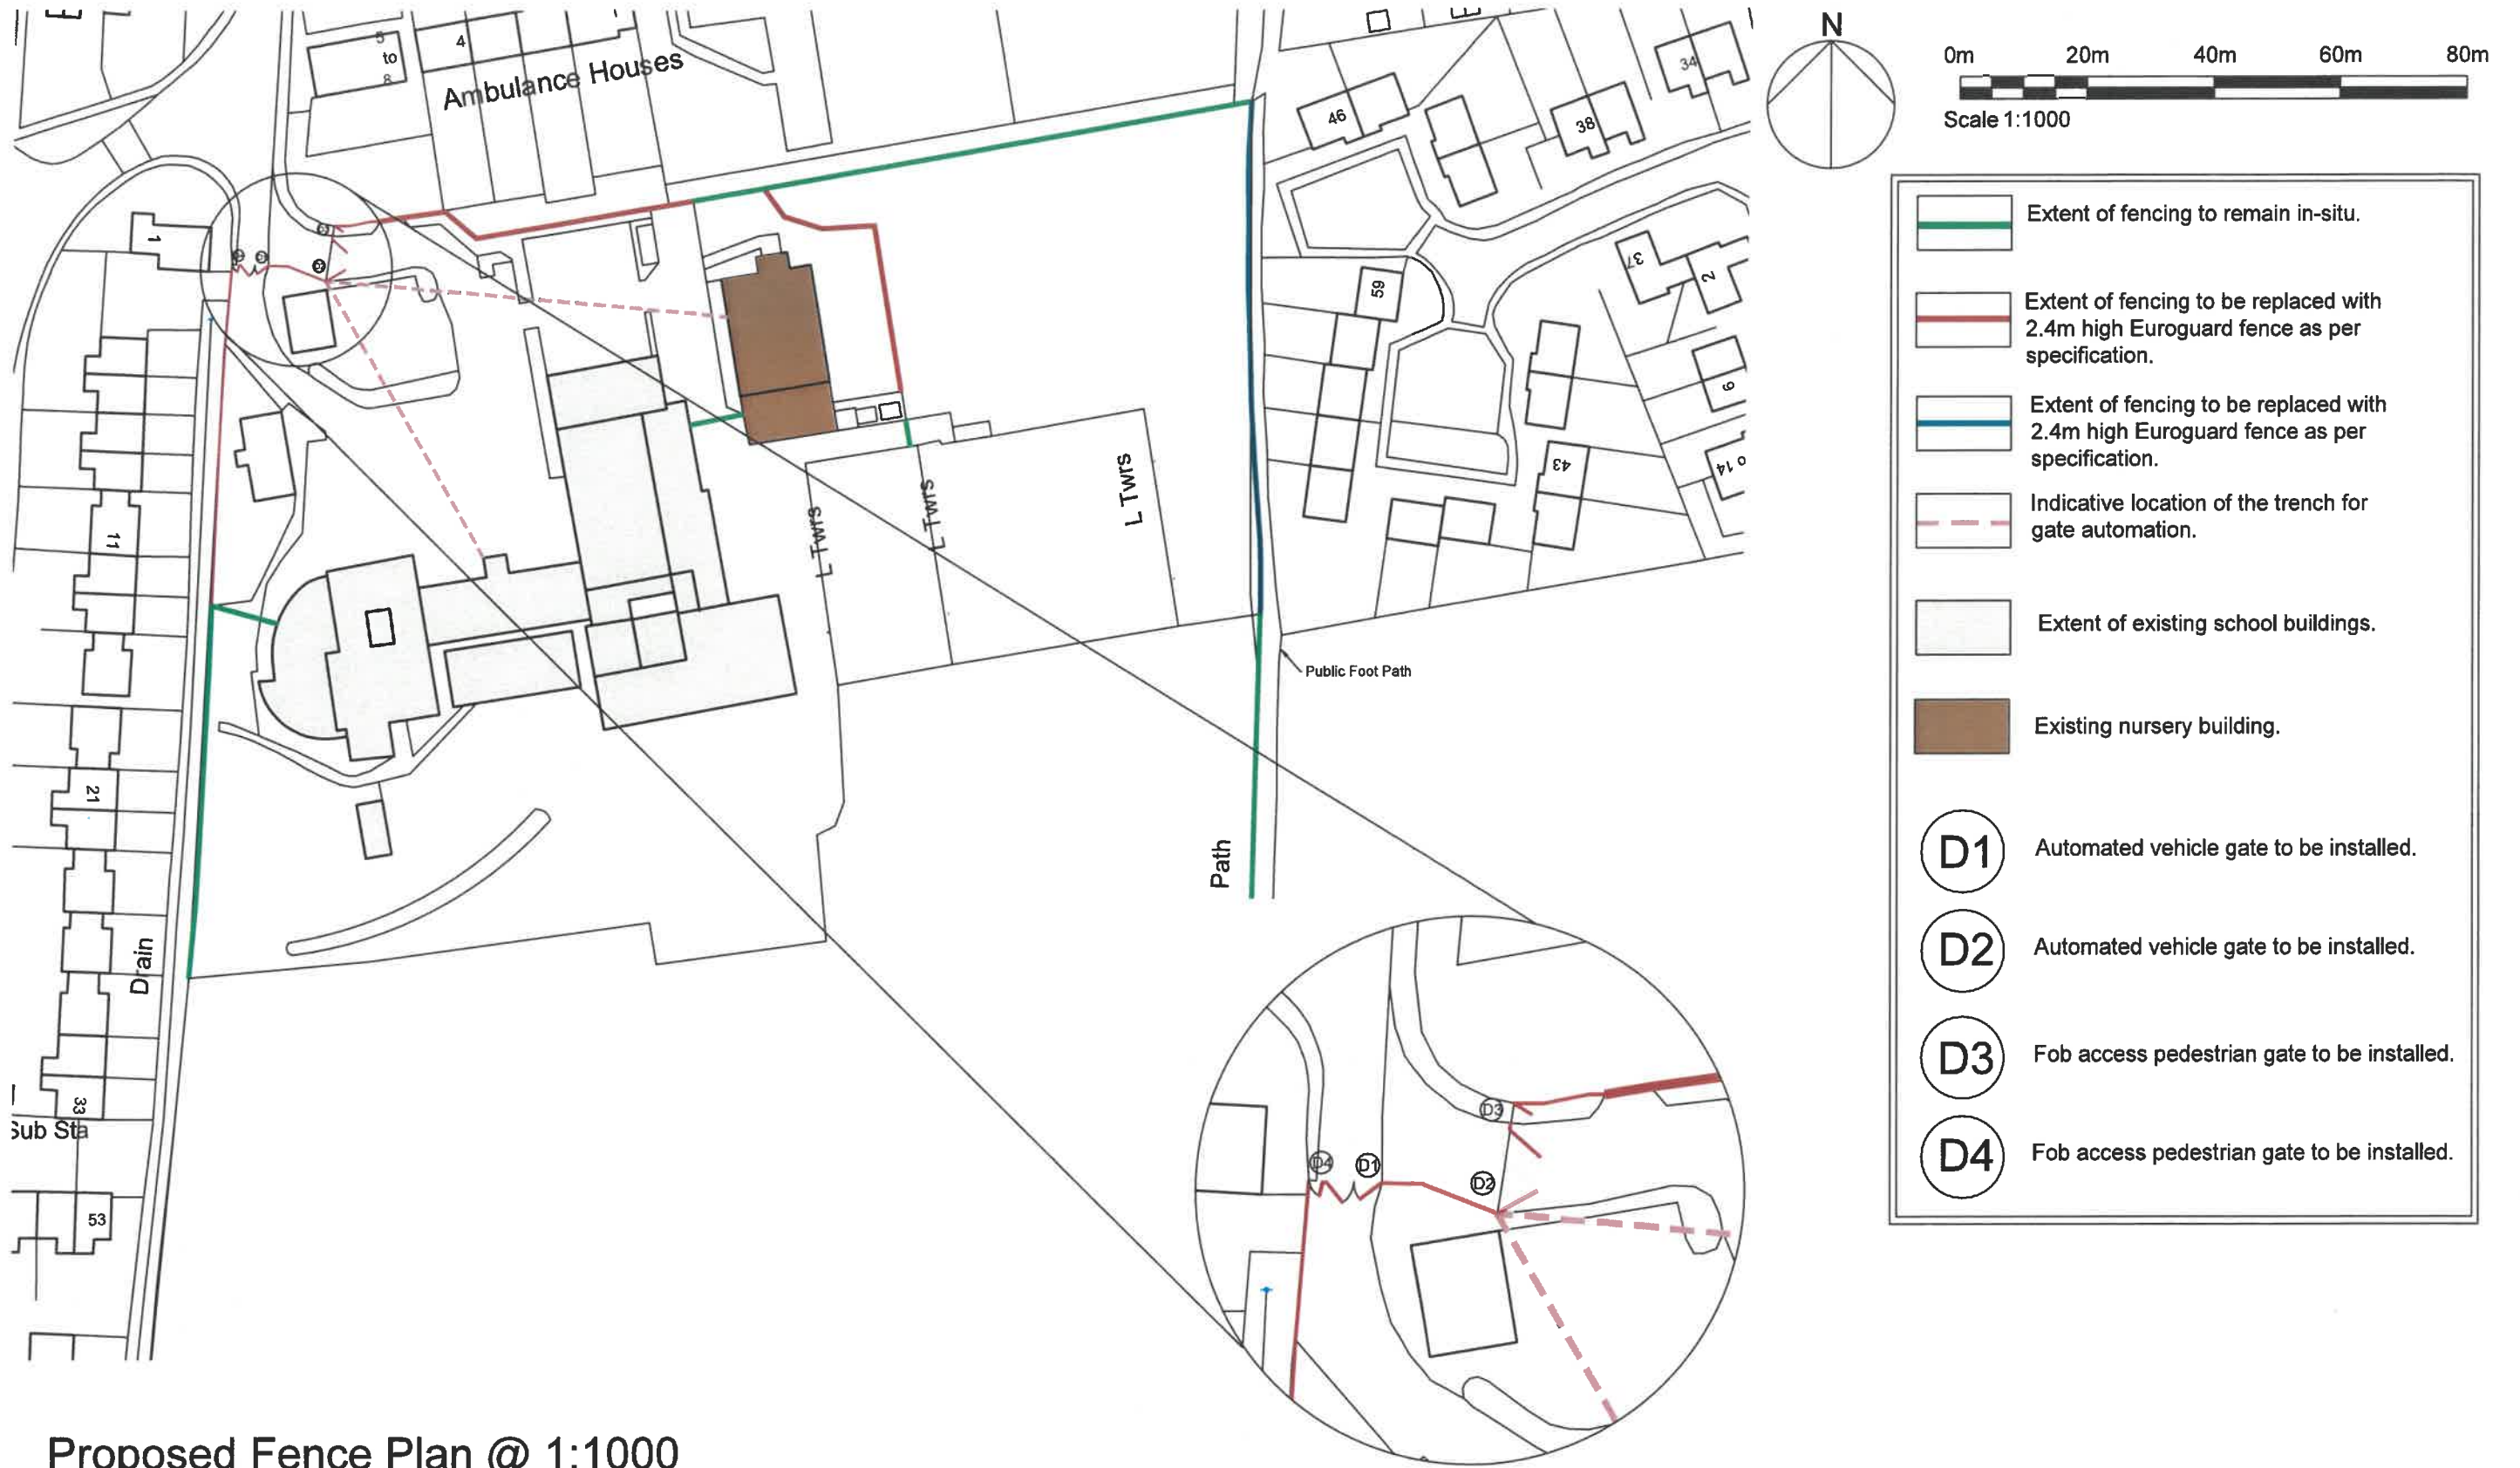 5
to
8
4
Ambulance Houses
46
38
34
N
0m 20m 40m 60m 80m
Scale 1:1000
1
11
21
33
Sub Sta
53
Drain
59
37
2
9
43
L Twrs
L Twrs
L Twrs
Public Foot Path
Path
D3
D4
D1
D2
Extent of fencing to remain in-situ.
Extent of fencing to be replaced with
2.4m high Euroguard fence as per
specification.
Extent of fencing to be replaced with
2.4m high Euroguard fence as per
specification.
Indicative location of the trench for
gate automation.
Extent of existing school buildings.
Existing nursery building.
D1 Automated vehicle gate to be installed.
D2 Automated vehicle gate to be installed.
D3 Fob access pedestrian gate to be installed.
D4 Fob access pedestrian gate to be installed.
Proposed Fence Plan @ 1:1000